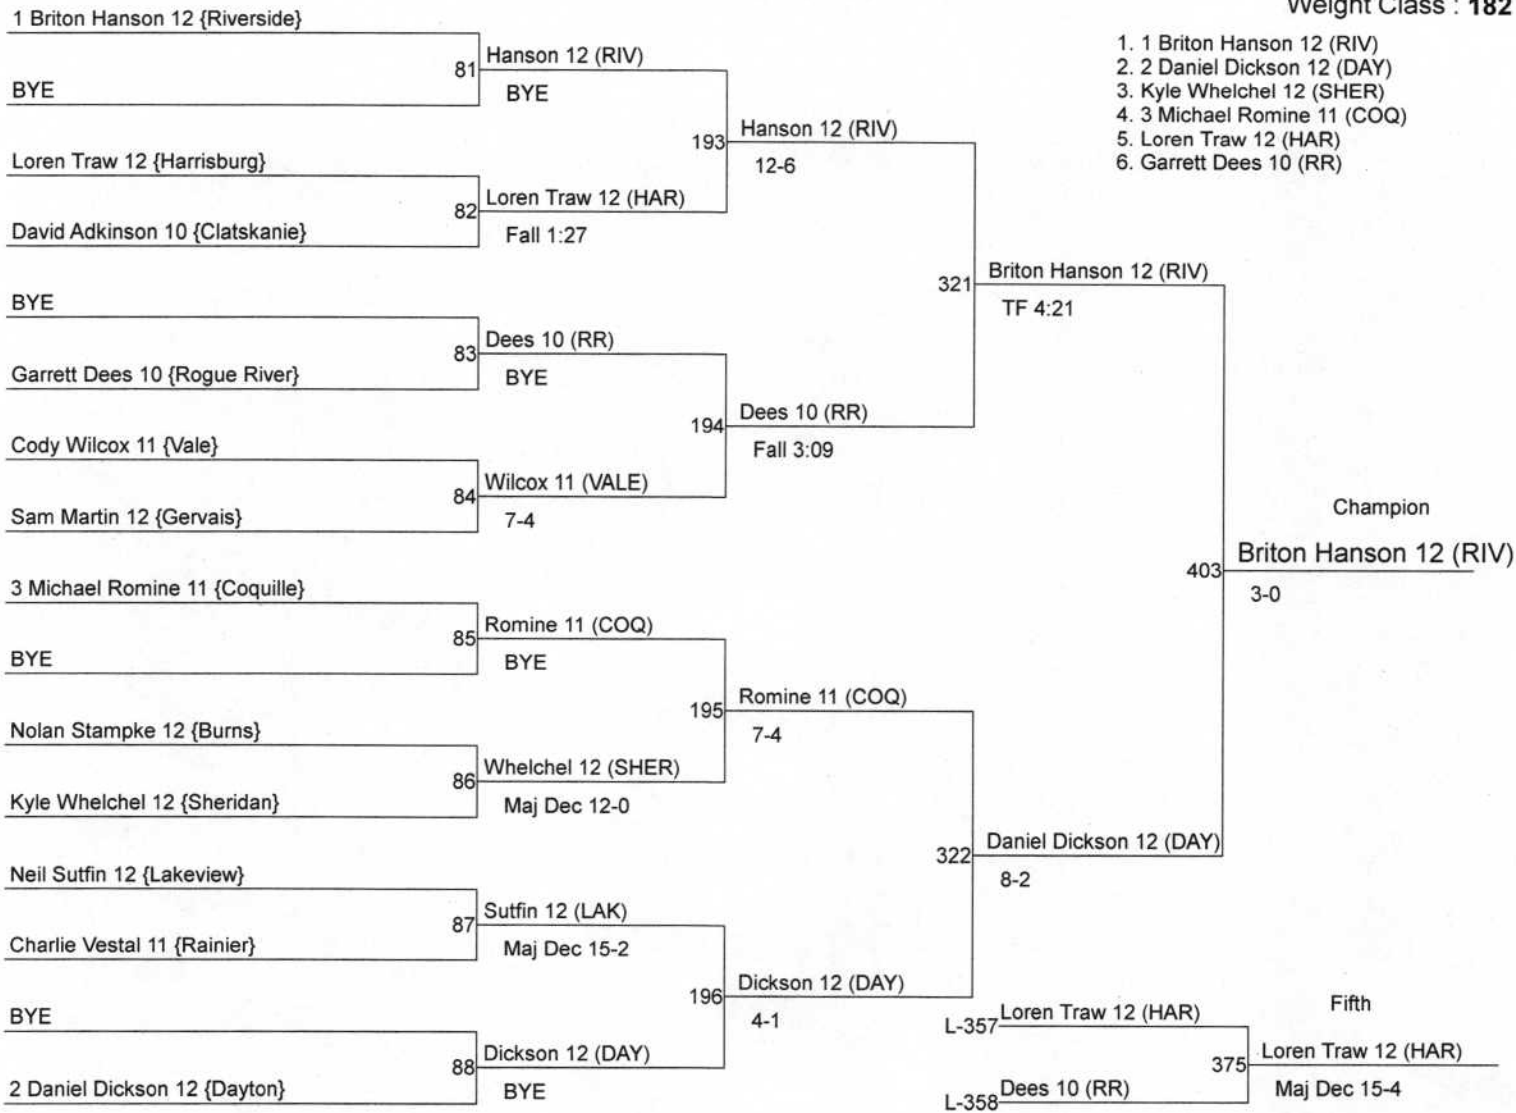 Weight Class : 182
1. 1 Briton Hanson 12 (RIV)
2. 2 Daniel Dickson 12 (DAY)
3. Kyle Whelchel 12 (SHER)
4. 3 Michael Romine 11 (COQ)
5. Loren Traw 12 (HAR)
6. Garrett Dees 10 (RR)
1 Briton Hanson 12 {Riverside}
BYE
Loren Traw 12 {Harrisburg}
David Adkinson 10 {Clatskanie}
BYE
Garrett Dees 10 {Rogue River}
Cody Wilcox 11 {Vale}
Sam Martin 12 {Gervais}
3 Michael Romine 11 {Coquille}
BYE
Nolan Stampke 12 {Burns}
Kyle Whelchel 12 {Sheridan}
Neil Sutfin 12 {Lakeview}
Charlie Vestal 11 {Rainier}
BYE
2 Daniel Dickson 12 {Dayton}
81
Hanson 12 (RIV)
BYE
82
Loren Traw 12 (HAR)
Fall 1:27
83
Dees 10 (RR)
BYE
84
Wilcox 11 (VALE)
7-4
85
Romine 11 (COQ)
BYE
86
Whelchel 12 (SHER)
Maj Dec 12-0
87
Sutfin 12 (LAK)
Maj Dec 15-2
88
Dickson 12 (DAY)
BYE
193
Hanson 12 (RIV)
12-6
194
Dees 10 (RR)
Fall 3:09
195
Romine 11 (COQ)
7-4
196
Dickson 12 (DAY)
4-1
321
Briton Hanson 12 (RIV)
TF 4:21
322
Daniel Dickson 12 (DAY)
8-2
Champion
403
Briton Hanson 12 (RIV)
3-0
L-357
Loren Traw 12 (HAR)
L-358
Dees 10 (RR)
Fifth
375
Loren Traw 12 (HAR)
Maj Dec 15-4